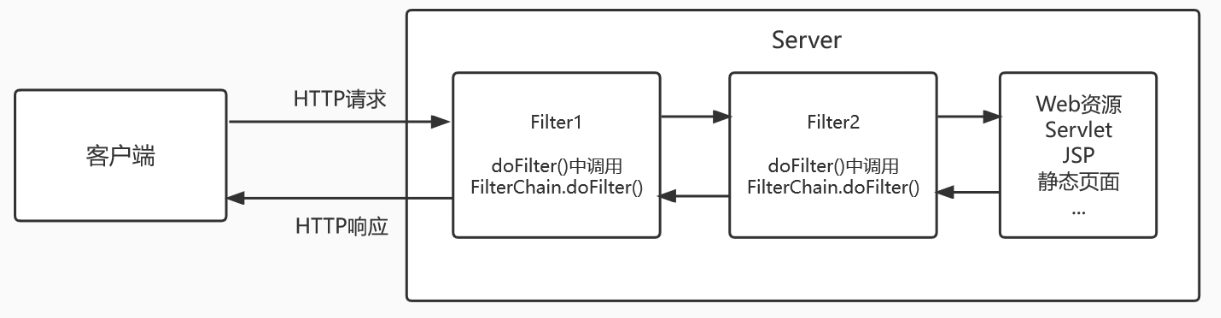 Server
客户端
HTTP请求
HTTP响应
Filter1
doFilter()中调用
FilterChain.doFilter()
Filter2
doFilter()中调用
FilterChain.doFilter()
Web资源
Servlet
JSP
静态页面
...